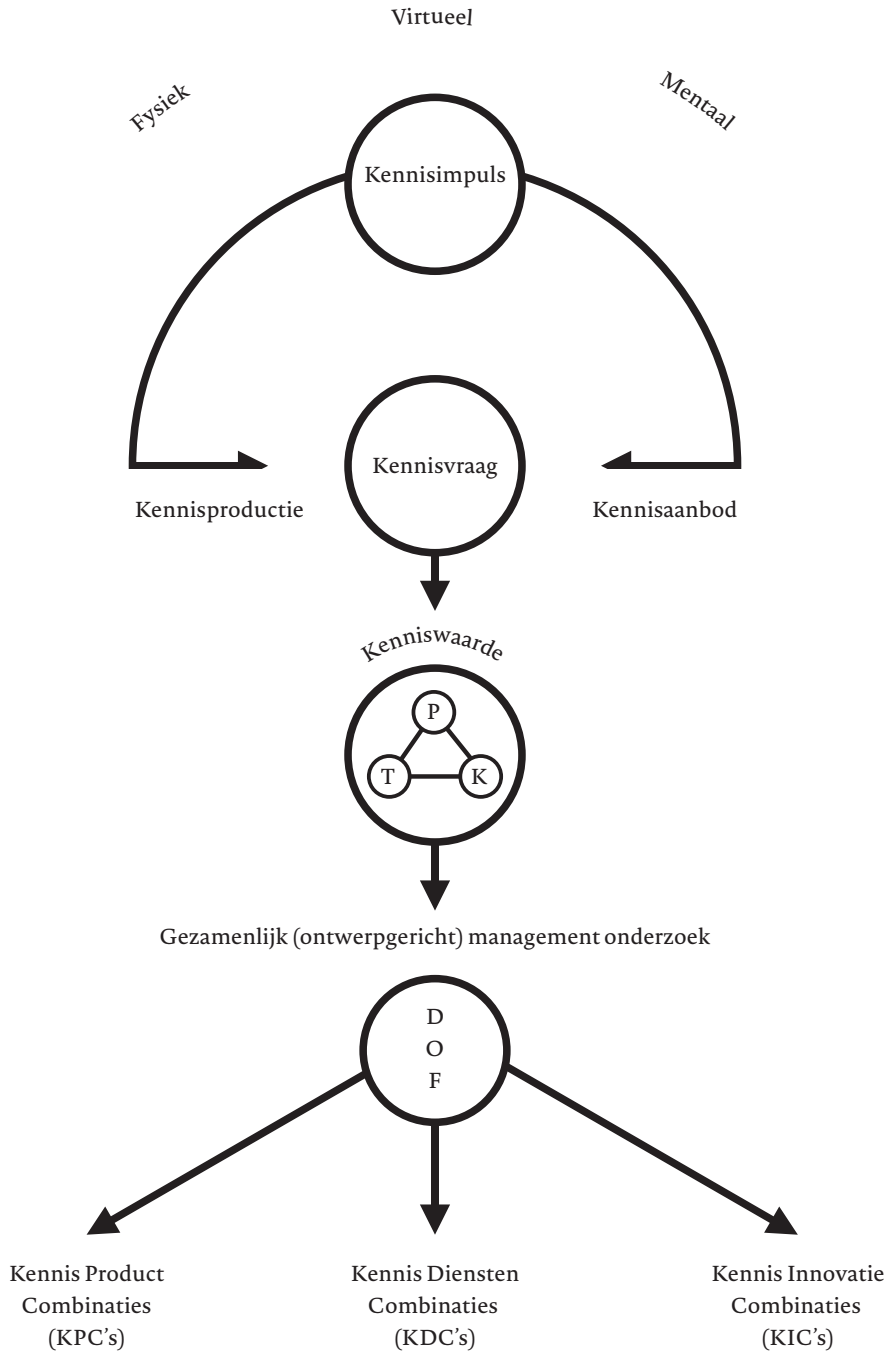 Virtueel
Fysiek
Mentaal
Kennisimpuls
Kennisvraag
Kennisproductie
Kennisaanbod
Kenniswaarde
P
T
K
Gezamenlijk (ontwerpgericht) management onderzoek
D
O
F
Kennis Product
Combinaties
(KPC’s)
Kennis Diensten
Combinaties
(KDC’s)
Kennis Innovatie
Combinaties
(KIC’s)